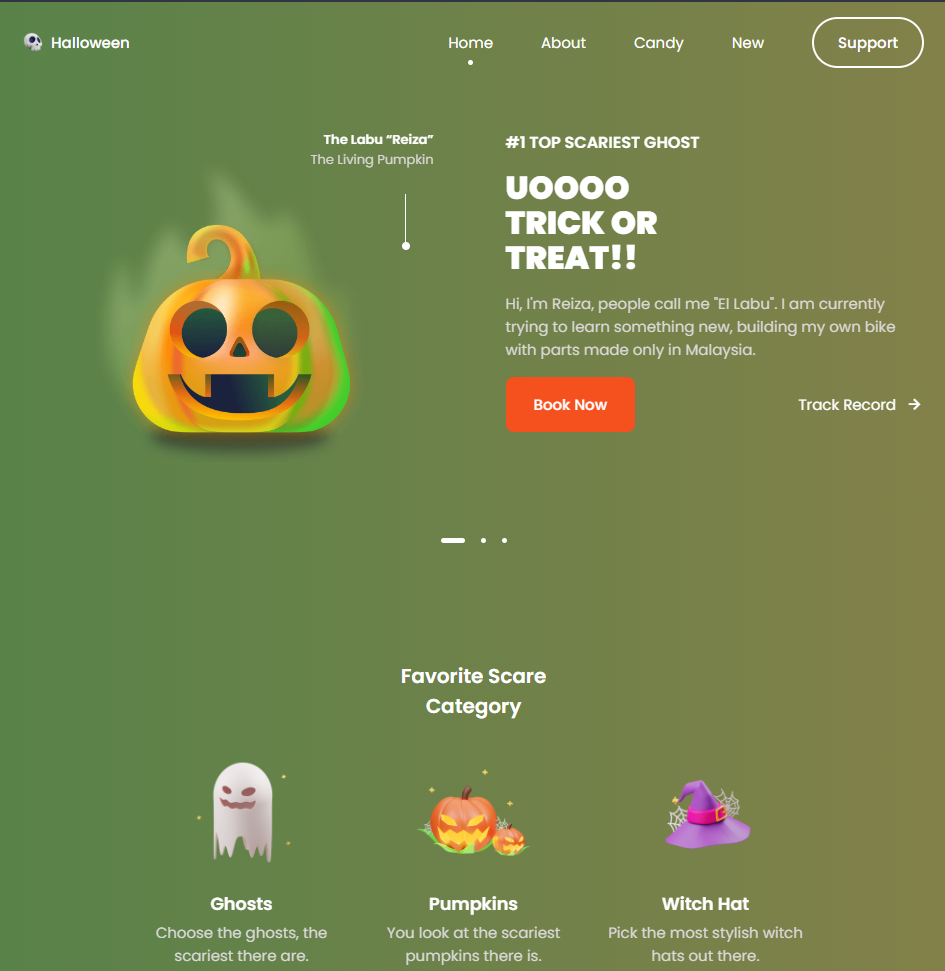 Halloween
Home
About
Candy
New
Support
The Labu “Reiza”
The Living Pumpkin
#1 TOP SCARIEST GHOST
UOOOO
TRICK OR
TREAT!!
Hi, I'm Reiza, people call me "El Labu". I am currently
trying to learn something new, building my own bike
with parts made only in Malaysia.
Book Now
Track Record
Favorite Scare
Category
Ghosts
Choose the ghosts, the
scariest there are.
Pumpkins
You look at the scariest
pumpkins there is.
Witch Hat
Pick the most stylish witch
hats out there.